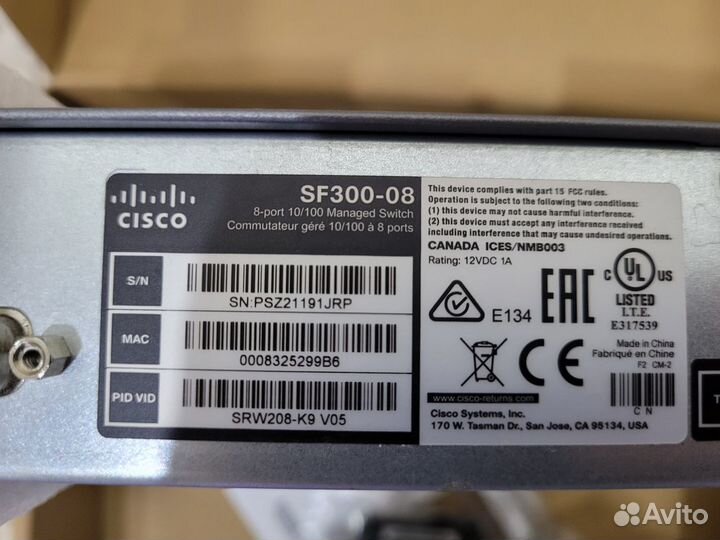 CISCO
SF300-08
8-port 10/100 Managed Switch
Commutateur géré 10/100 à 8 ports
S/N
SN:PSZ21191JRP
MAC
0008325299B6
PID VID
SRW208-K9 V05
This device complies with part 15 FCC rules.
Operation is subject to the following two conditions:
(1) this device may not cause harmful interference.
(2) this device must accept any interference received
including interference that may cause undesired operations.
CANADA ICES/NMB003
Rating: 12VDC 1A
E134
EAC
C UL US
LISTED
I.T.E.
E317539
CE
Made in China
Fabriqué en Chine
F2 CM-2
C N
www.cisco-returns.com
Cisco Systems, Inc.
170 W. Tasman Dr., San Jose, CA 95134, USA
Avito